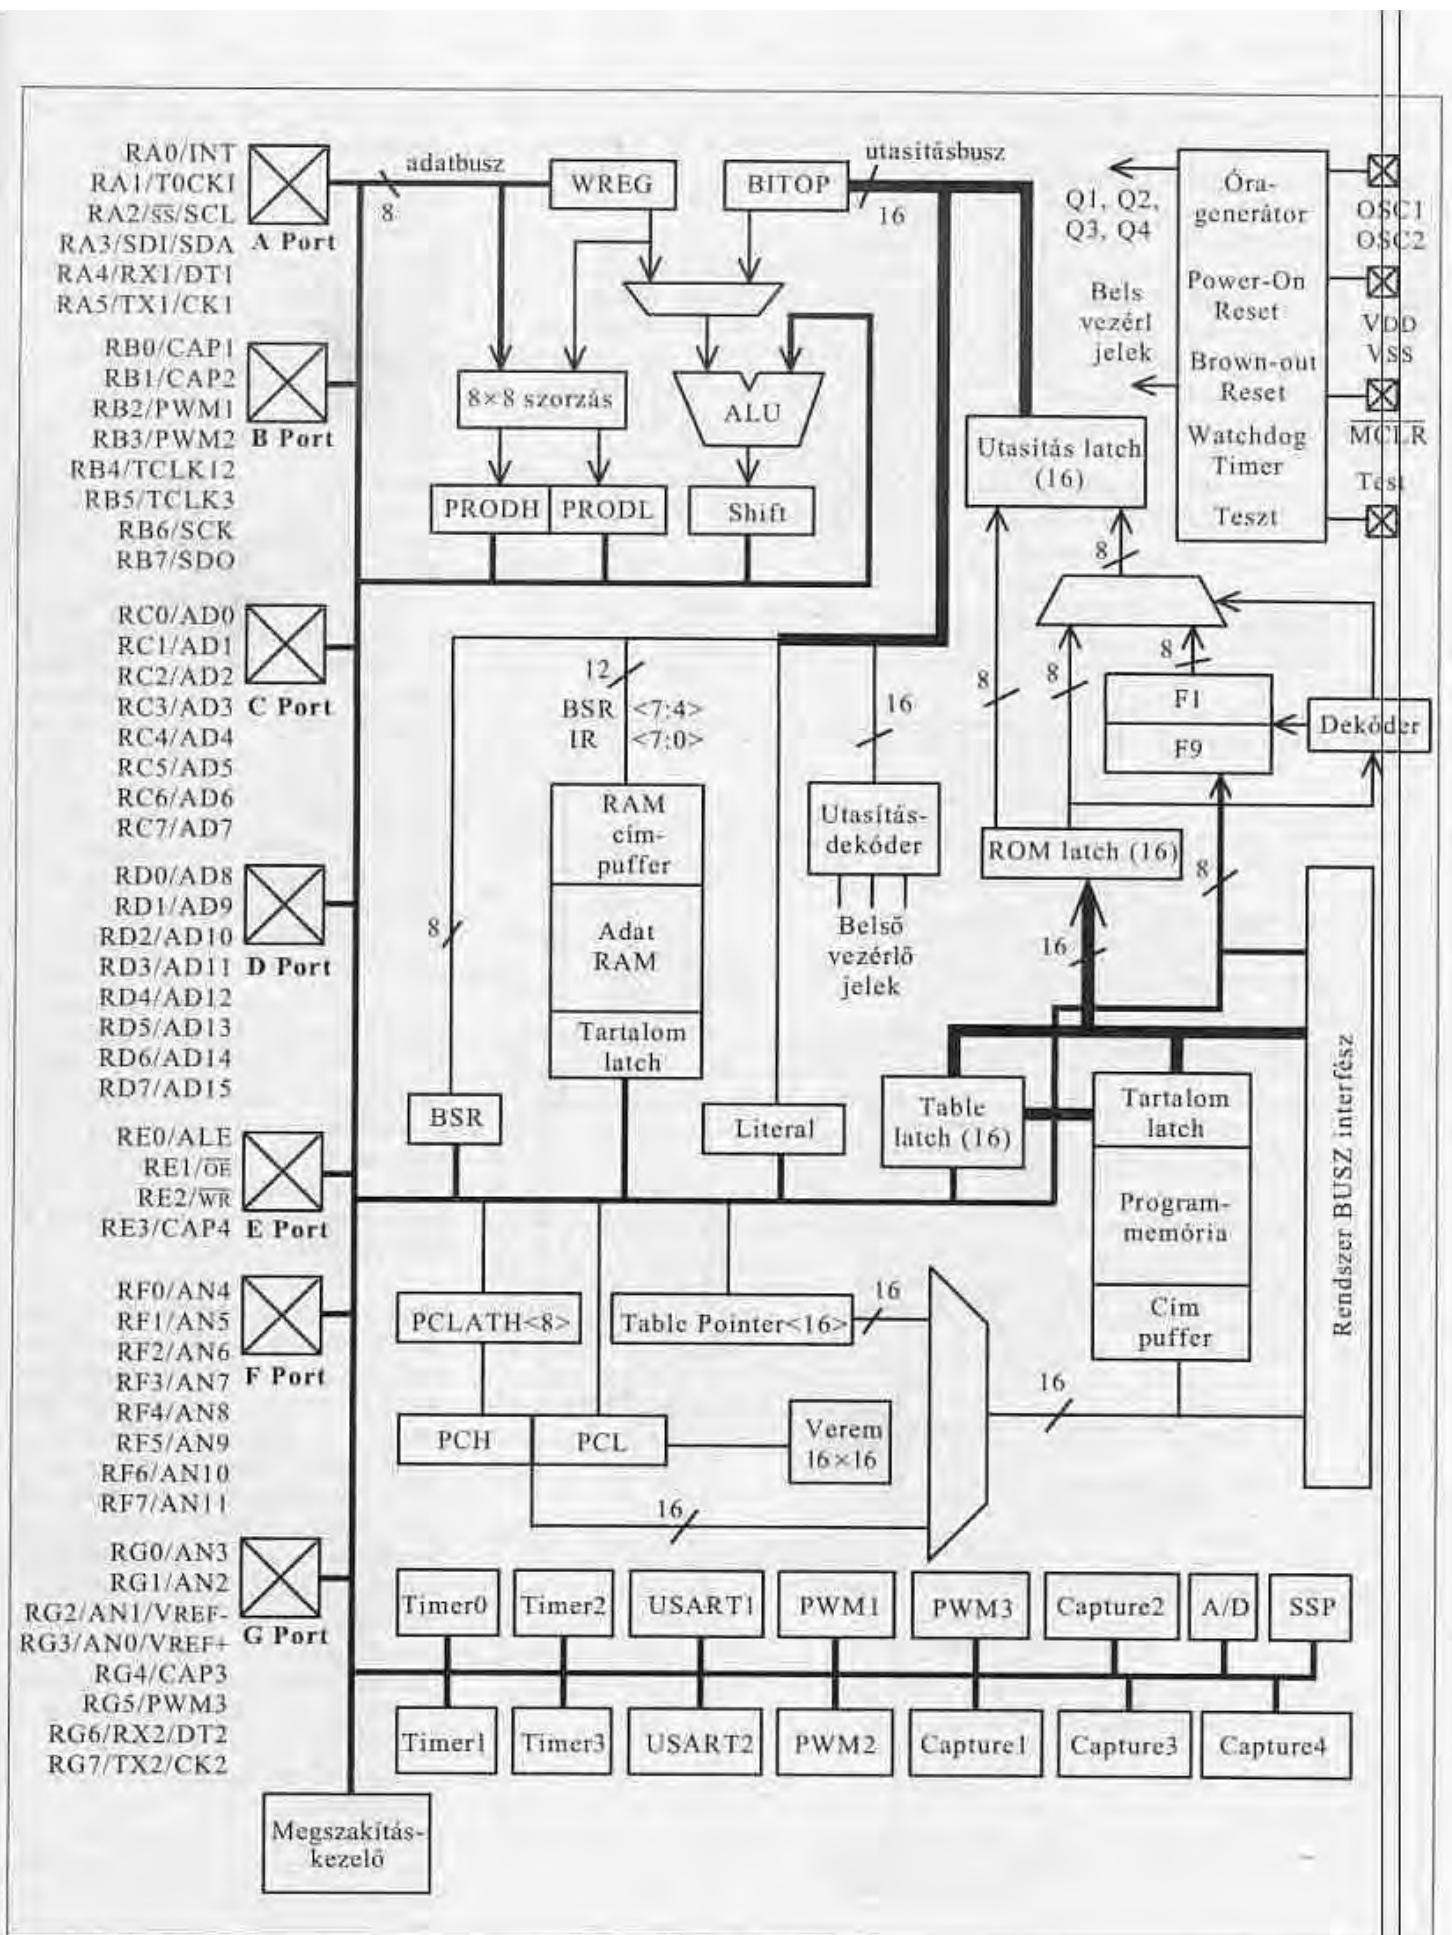 RA0/INT
RA1/T0CKI
RA2/SS/SCL
RA3/SDI/SDA
RA4/RX1/DT1
RA5/TX1/CK1
A Port
RB0/CAP1
RB1/CAP2
RB2/PWM1
RB3/PWM2
RB4/TCLK12
RB5/TCLK3
RB6/SCK
RB7/SDO
B Port
RC0/AD0
RC1/AD1
RC2/AD2
RC3/AD3
RC4/AD4
RC5/AD5
RC6/AD6
RC7/AD7
C Port
RD0/AD8
RD1/AD9
RD2/AD10
RD3/AD11
RD4/AD12
RD5/AD13
RD6/AD14
RD7/AD15
D Port
RE0/ALE
RE1/OE
RE2/WR
RE3/CAP4
E Port
RF0/AN4
RF1/AN5
RF2/AN6
RF3/AN7
RF4/AN8
RF5/AN9
RF6/AN10
RF7/AN11
F Port
RG0/AN3
RG1/AN2
RG2/AN1/VREF-
RG3/AN0/VREF+
RG4/CAP3
RG5/PWM3
RG6/RX2/DT2
RG7/TX2/CK2
G Port
adatbusz
8
WREG
BITOP
utasításbusz
16
Q1, Q2,
Q3, Q4
Bels
vezérl
jelek
Óra-
generátor
Power-On
Reset
Brown-out
Reset
Watchdog
Timer
Teszt
OSC1
OSC2
VDD
VSS
MCLR
Test
8×8 szorzás
ALU
PRODH
PRODL
Shift
Utasítás latch
(16)
8
8
8
8
F1
F9
Dekóder
12
BSR <7:4>
IR <7:0>
16
RAM
cím-
puffer
Adat
RAM
Tartalom
latch
Utasítás-
dekóder
Belső
vezérlő
jelek
ROM latch (16)
8
8
16
BSR
Literal
Table
latch (16)
Tartalom
latch
Program-
memória
Cím
puffer
Rendszer BUSZ interfész
PCLATH<8>
Table Pointer<16>
16
PCH
PCL
Verem
16×16
16
16
Timer0
Timer2
USART1
PWM1
PWM3
Capture2
A/D
SSP
Timer1
Timer3
USART2
PWM2
Capture1
Capture3
Capture4
Megszakítás-
kezelő